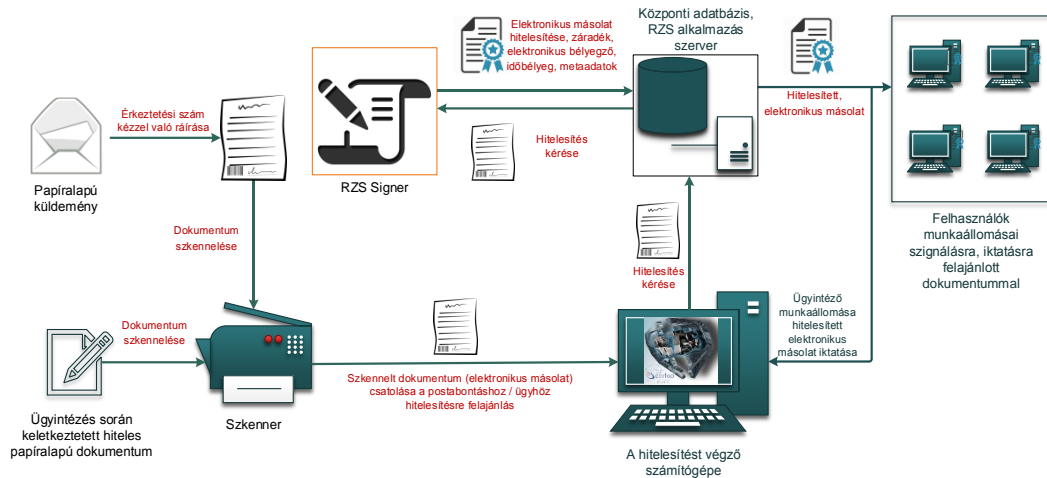 Papíralapú
küldemény
Érkeztetési szám
kézzel való ráírása
RZS Signer
Elektronikus másolat
hitelesítése, záradék,
elektronikus bélyegző,
időbélyeg, metaadatok
Hitelesítés
kérése
Központi adatbázis,
RZS alkalmazás
szerver
Hitelesített,
elektronikus másolat
Felhasználók
munkaállomásai
szignálásra, iktatásra
felajánlott
dokumentummal
Dokumentum
szkennelése
Dokumentum
szkennelése
Ügyintézés során
keletkeztetett hiteles
papíralapú dokumentum
Szkenner
Szkennelt dokumentum (elektronikus másolat)
csatolása a postabontáshoz / ügyhöz
hitelesítésre felajánlás
Hitelesítés
kérése
Ügyintéző
munkaállomása
hitelesített
elektronikus
másolat iktatása
A hitelesítést végző
számítógépe